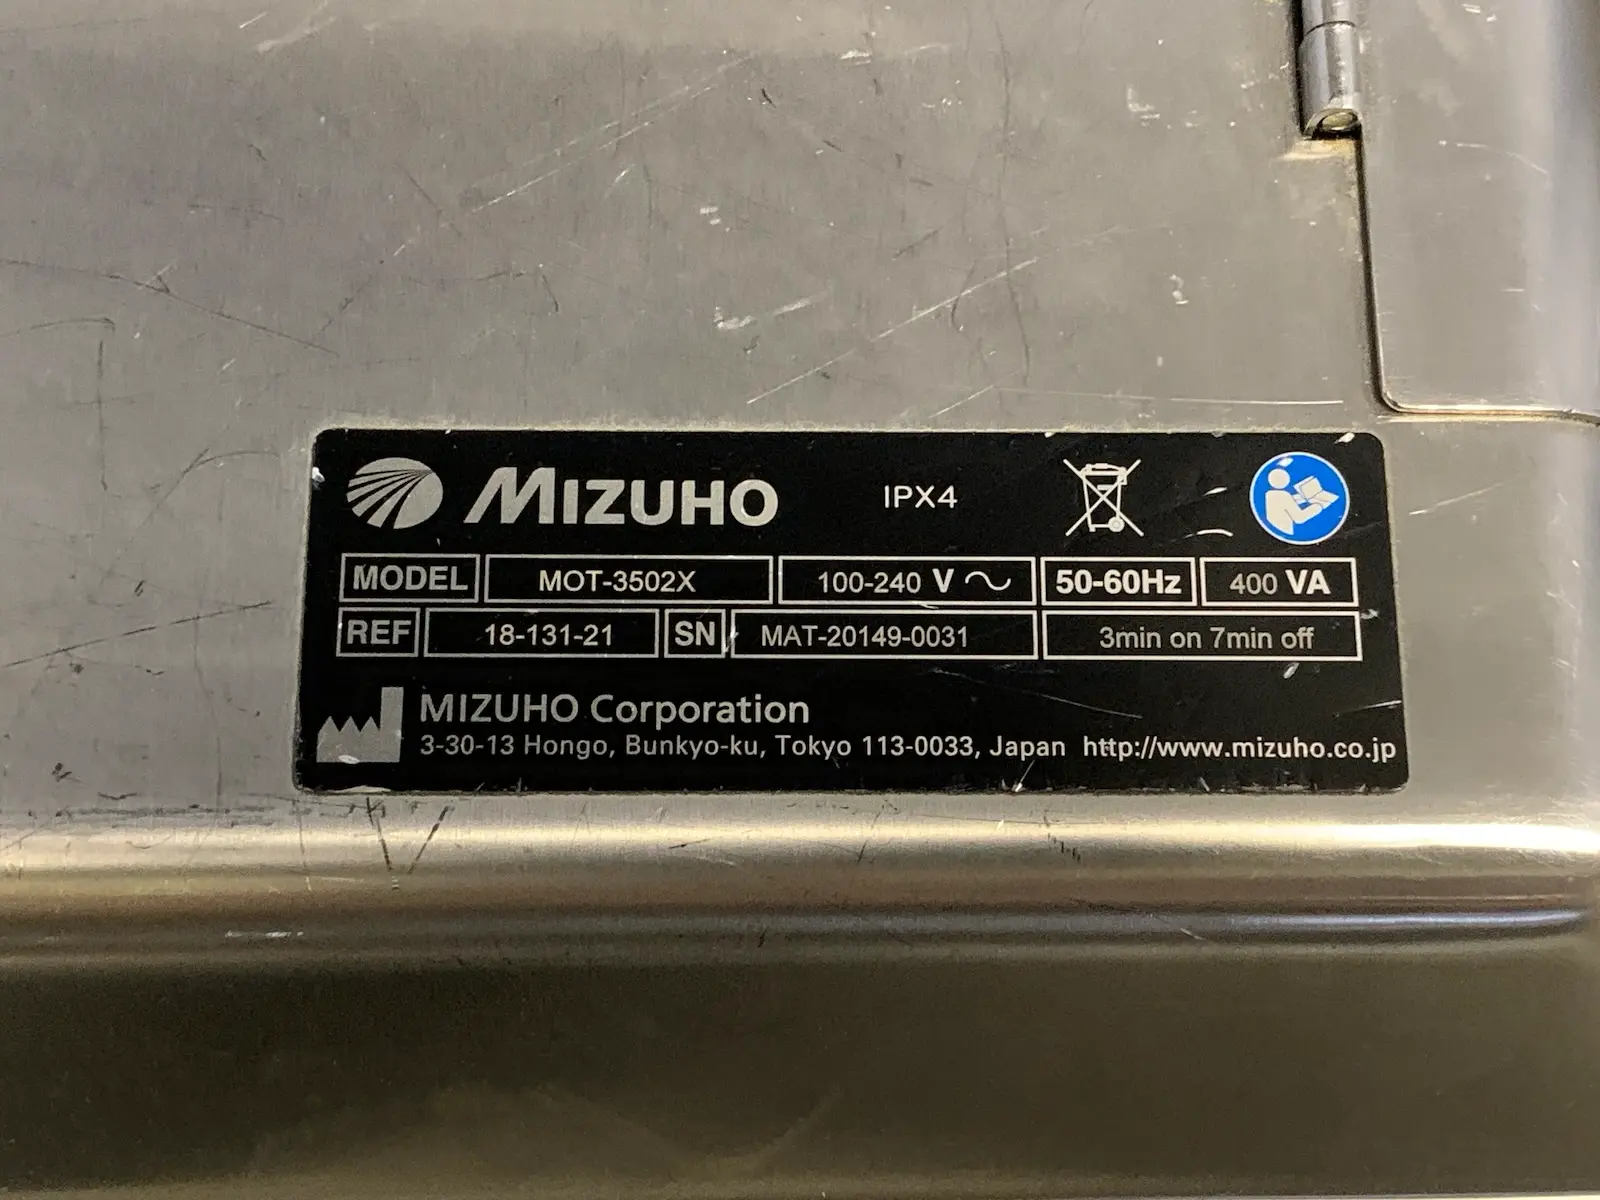 MIZUHO IPX4
MODEL MOT-3502X 100-240 V ~ 50-60Hz 400 VA
REF 18-131-21 SN MAT-20149-0031 3min on 7min off
MIZUHO Corporation
3-30-13 Hongo, Bunkyo-ku, Tokyo 113-0033, Japan http://www.mizuho.co.jp